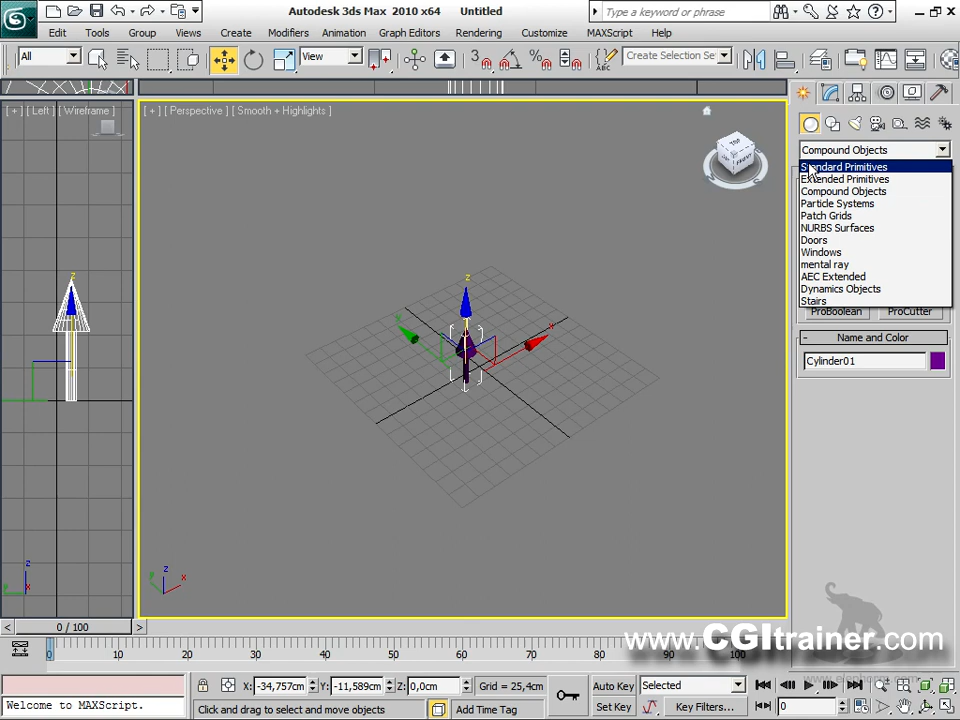 Autodesk 3ds Max 2010 x64 Untitled
Type a keyword or phrase
Edit Tools Group Views Create Modifiers Animation Graph Editors Rendering Customize MAXScript Help
All
View
3
Create Selection Se
[ + ] [ Left ] [ Wireframe ]
[ + ] [ Perspective ] [ Smooth + Highlights ]
TOP
FRONT
Compound Objects
Standard Primitives
Extended Primitives
Compound Objects
Particle Systems
Patch Grids
NURBS Surfaces
Doors
Windows
mental ray
AEC Extended
Dynamics Objects
Stairs
ProBoolean ProCutter
- Name and Color
Cylinder01
z
z
x
y
z
x
y
z
x
y
< 0 / 100 >
0 10 20 30 40 50 60 70 80 90 100
www.CGItrainer.com
X: -34,757cm Y: -11,589cm Z: 0,0cm Grid = 25,4cm
Auto Key Selected
Welcome to MAXScript.
Click and drag to select and move objects
Add Time Tag
Set Key Key Filters...
0